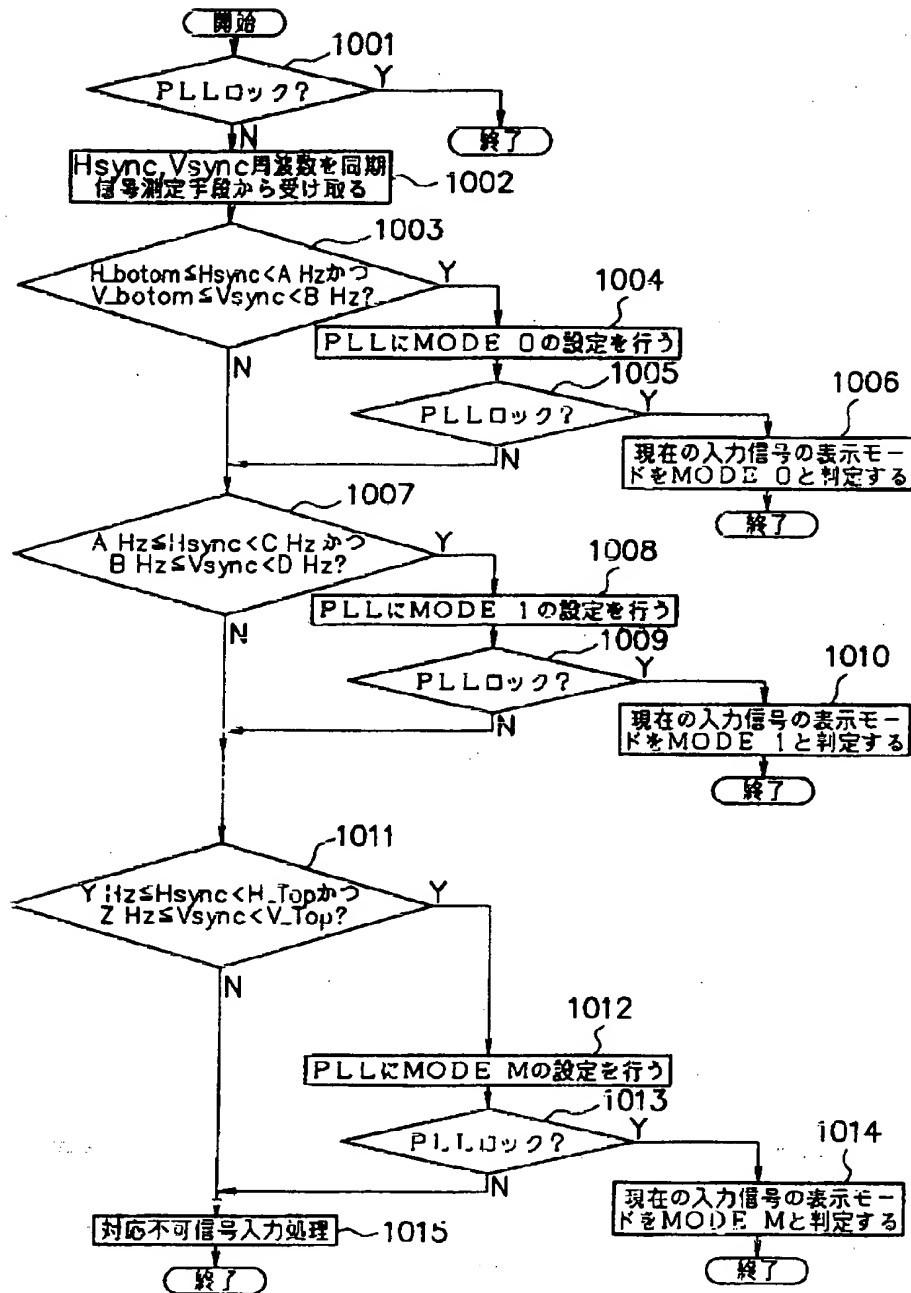 開始
1001
PLLロック?
Y
終了
N
Hsync,Vsync周波数を同期
信号測定手段から受け取る
1002
1003
H_botom≦Hsync<A Hzかつ
V_botom≦Vsync<B Hz?
Y
1004
PLLにMODE 0の設定を行う
N
1005
PLLロック?
Y
1006
現在の入力信号の表示モー
ドをMODE 0と判定する
N
終了
1007
A Hz≦Hsync<C Hzかつ
B Hz≦Vsync<D Hz?
Y
1008
PLLにMODE 1の設定を行う
N
1009
PLLロック?
Y
1010
現在の入力信号の表示モー
ドをMODE 1と判定する
N
終了
1011
Y Hz≦Hsync<H_Topかつ
Z Hz≦Vsync<V_Top?
Y
N
1012
PLLにMODE Mの設定を行う
1013
PLLロック?
Y
1014
現在の入力信号の表示モー
ドをMODE Mと判定する
N
対応不可信号入力処理
1015
終了
終了